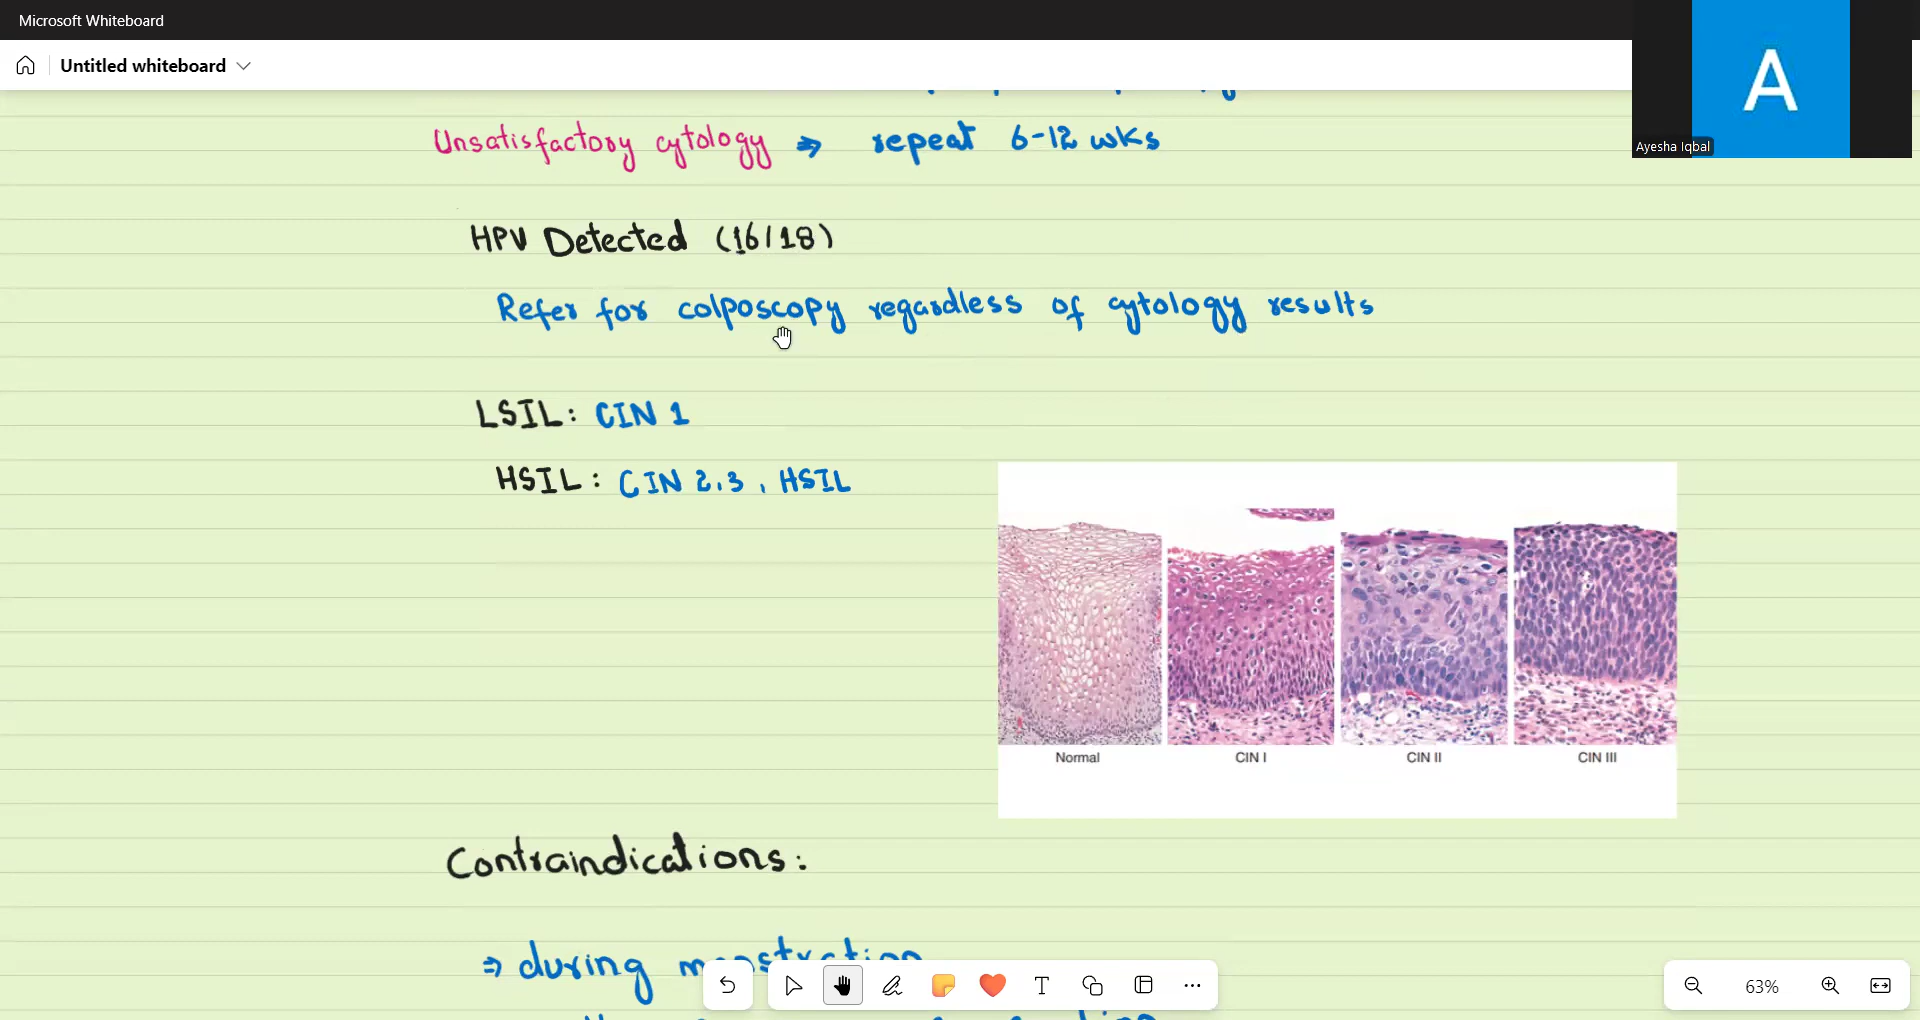 Microsoft Whiteboard
Untitled whiteboard
A
Ayesha Iqbal
Unsatisfactory cytology ⇒ repeat 6-12 wks
HPV Detected (16/18)
Refer for colposcopy regardless of cytology results
LSIL: CIN 1
HSIL: CIN 2,3, HSIL
Normal CIN I CIN II CIN III
Contraindications:
⇒ during menstruation
T
63%